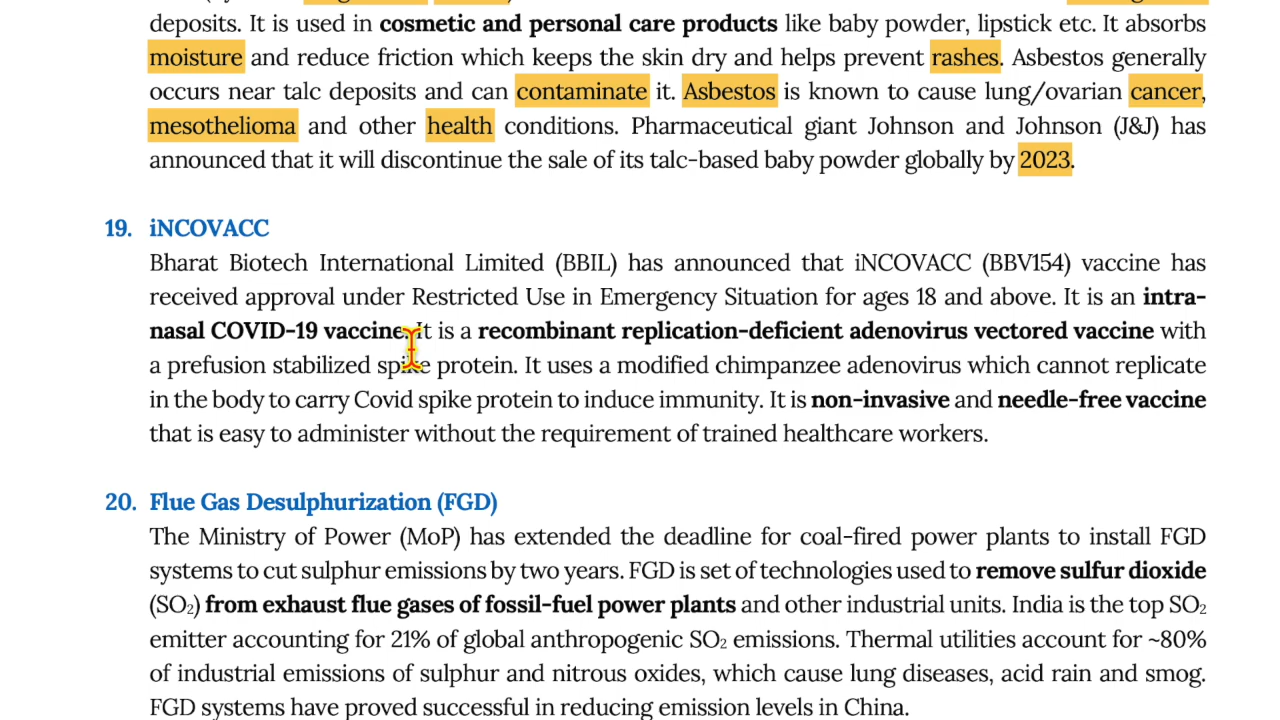 deposits. It is used in cosmetic and personal care products like baby powder, lipstick etc. It absorbs
moisture and reduce friction which keeps the skin dry and helps prevent rashes. Asbestos generally
occurs near talc deposits and can contaminate it. Asbestos is known to cause lung/ovarian cancer,
mesothelioma and other health conditions. Pharmaceutical giant Johnson and Johnson (J&J) has
announced that it will discontinue the sale of its talc-based baby powder globally by 2023.
19. iNCOVACC
Bharat Biotech International Limited (BBIL) has announced that iNCOVACC (BBV154) vaccine has
received approval under Restricted Use in Emergency Situation for ages 18 and above. It is an intra-
nasal COVID-19 vaccine. It is a recombinant replication-deficient adenovirus vectored vaccine with
a prefusion stabilized spike protein. It uses a modified chimpanzee adenovirus which cannot replicate
in the body to carry Covid spike protein to induce immunity. It is non-invasive and needle-free vaccine
that is easy to administer without the requirement of trained healthcare workers.
20. Flue Gas Desulphurization (FGD)
The Ministry of Power (MoP) has extended the deadline for coal-fired power plants to install FGD
systems to cut sulphur emissions by two years. FGD is set of technologies used to remove sulfur dioxide
(SO₂) from exhaust flue gases of fossil-fuel power plants and other industrial units. India is the top SO₂
emitter accounting for 21% of global anthropogenic SO₂ emissions. Thermal utilities account for ~80%
of industrial emissions of sulphur and nitrous oxides, which cause lung diseases, acid rain and smog.
FGD systems have proved successful in reducing emission levels in China.